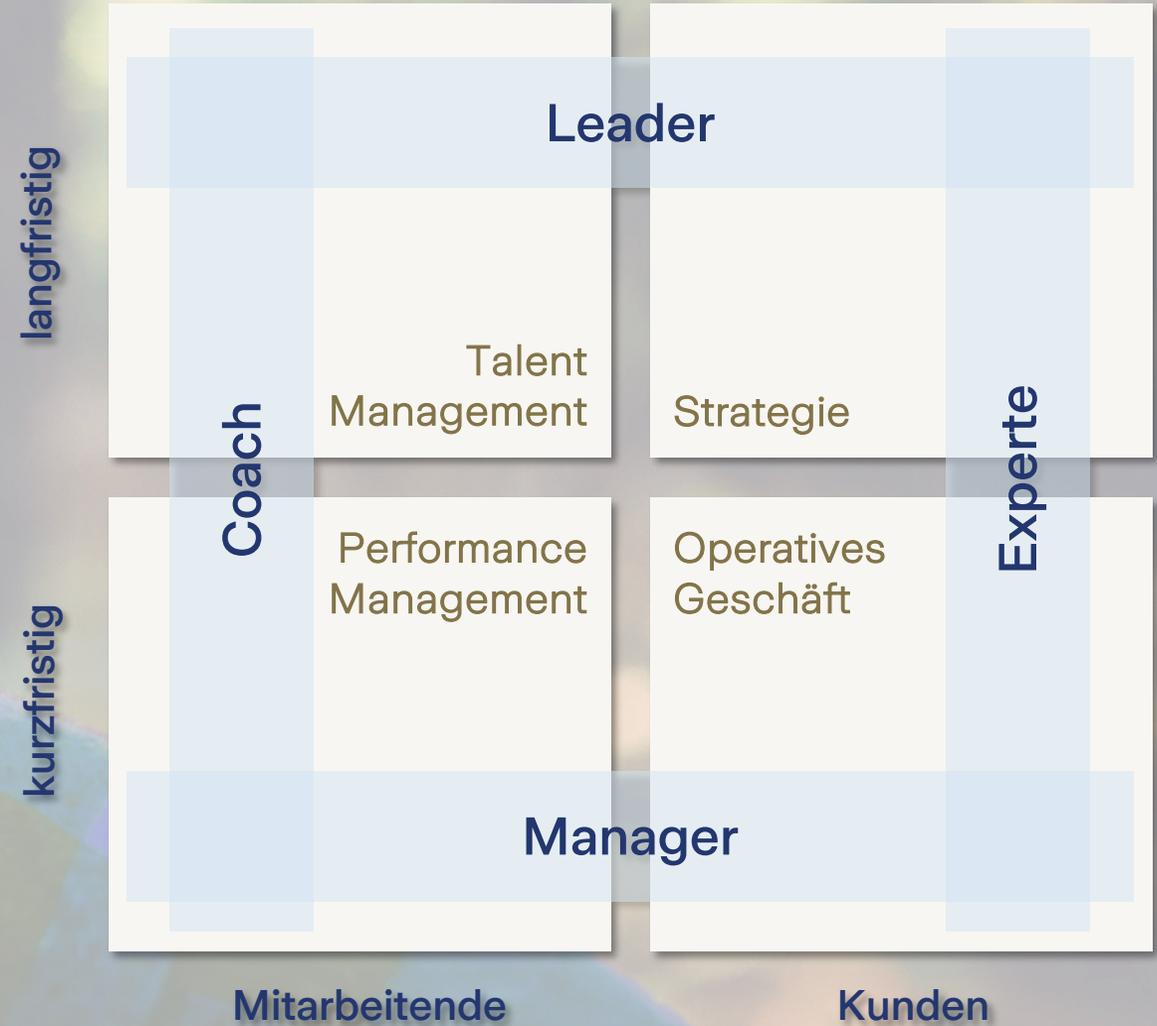 Leader
langfristig
Talent
Management
Strategie
Coach
Experte
Performance
Management
Operatives
Geschäft
kurzfristig
Manager
Mitarbeitende
Kunden